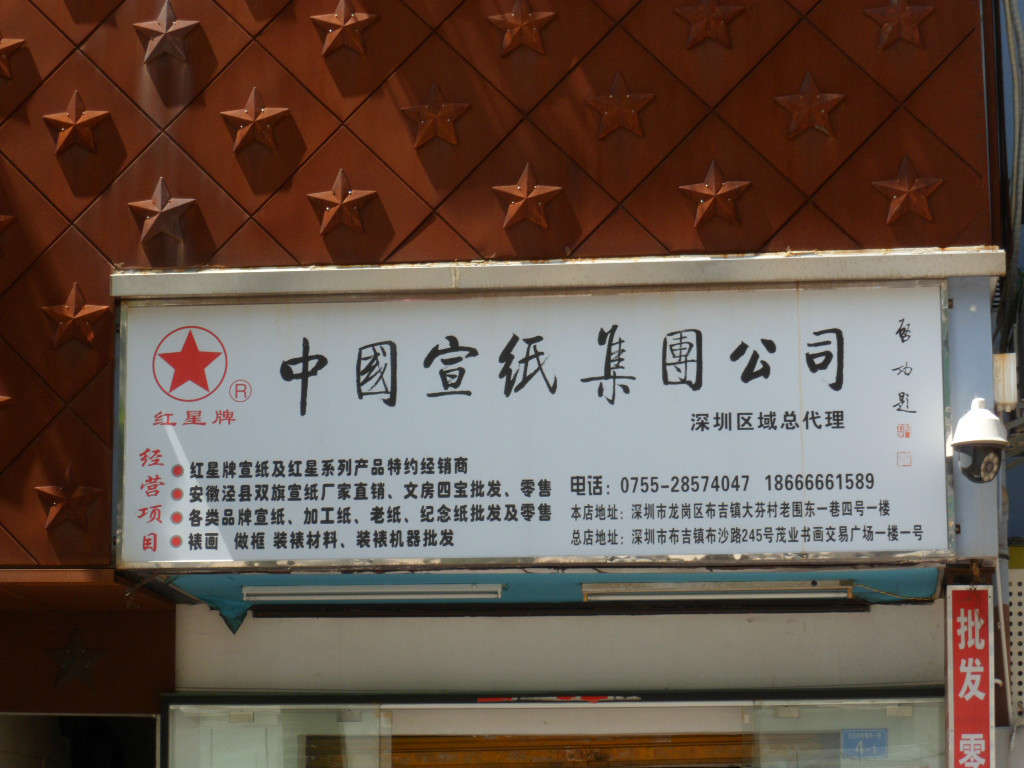 中國宣纸集團公司
启功题
R
红星牌
深圳区域总代理
经营项目
红星牌宣纸及红星系列产品特约经销商
安徽泾县双旗宣纸厂家直销、文房四宝批发、零售
各类品牌宣纸、加工纸、老纸、纪念纸批发及零售
裱画 做框 装裱材料、装裱机器批发
电话: 0755-28574047 18666661589
本店地址: 深圳市龙岗区布吉镇大芬村老围东一巷四号一楼
总店地址: 深圳市布吉镇布沙路245号茂业书画交易广场一楼一号
批发 零